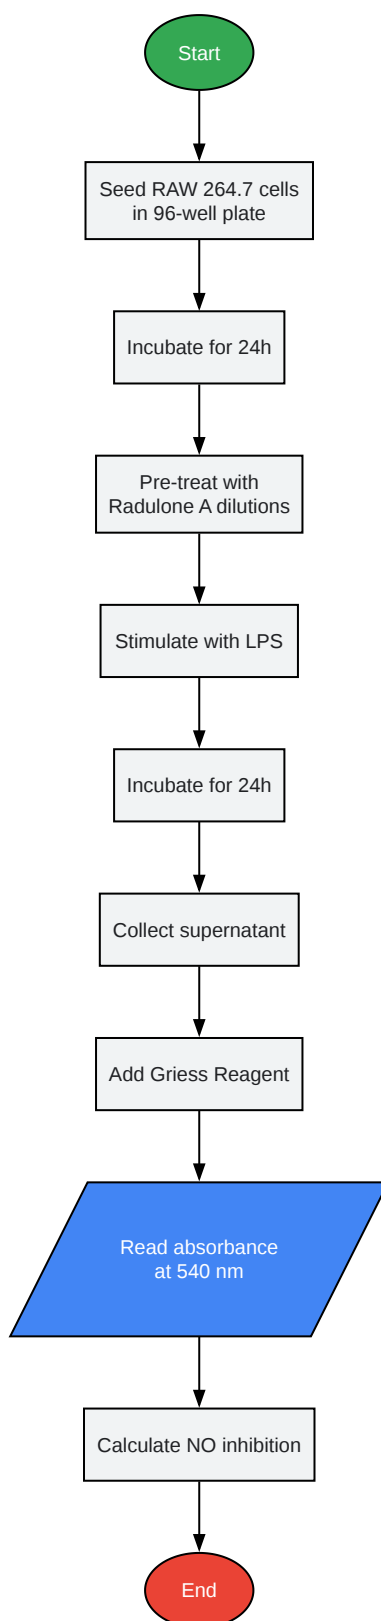 Start
Seed RAW 264.7 cells
in 96-well plate
Incubate for 24h
Pre-treat with
Radulone A dilutions
Stimulate with LPS
Incubate for 24h
Collect supernatant
Add Griess Reagent
Read absorbance
at 540 nm
Calculate NO inhibition
End